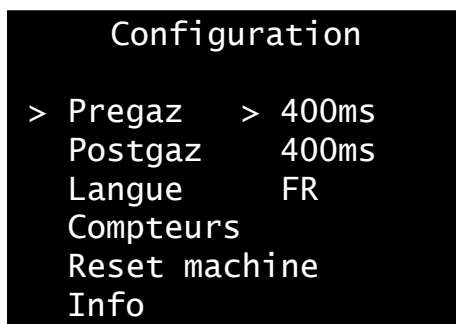 Configuration
> Pregaz > 400ms
Postgaz 400ms
Langue FR
Compteurs
Reset machine
Info